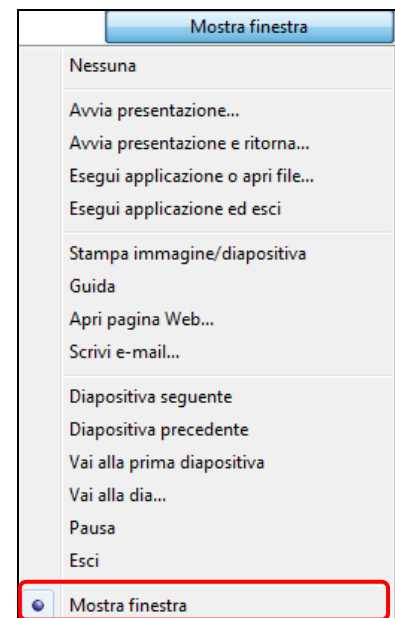 Mostra finestra
Nessuna
Avvia presentazione...
Avvia presentazione e ritorna...
Esegui applicazione o apri file...
Esegui applicazione ed esci
Stampa immagine/diapositiva
Guida
Apri pagina Web...
Scrivi e-mail...
Diapositiva seguente
Diapositiva precedente
Vai alla prima diapositiva
Vai alla dia...
Pausa
Esci
Mostra finestra